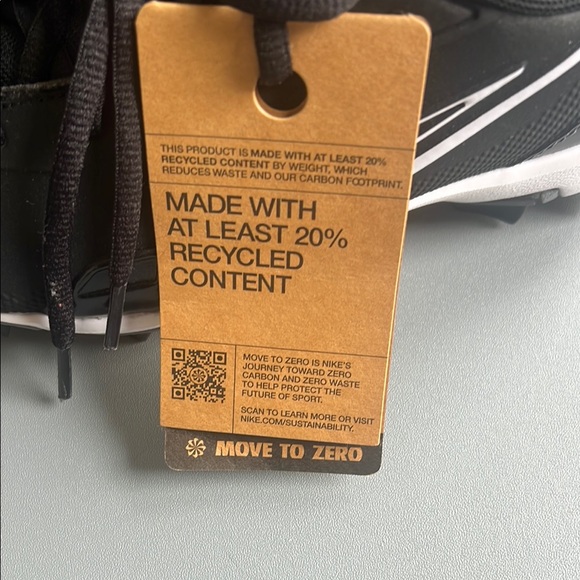 THIS PRODUCT IS MADE WITH AT LEAST 20%
RECYCLED CONTENT BY WEIGHT, WHICH
REDUCES WASTE AND OUR CARBON FOOTPRINT.
MADE WITH
AT LEAST 20%
RECYCLED
CONTENT
MOVE TO ZERO IS NIKE'S
JOURNEY TOWARD ZERO
CARBON AND ZERO WASTE
TO HELP PROTECT THE
FUTURE OF SPORT.
SCAN TO LEARN MORE OR VISIT
NIKE.COM/SUSTAINABILITY.
MOVE TO ZERO